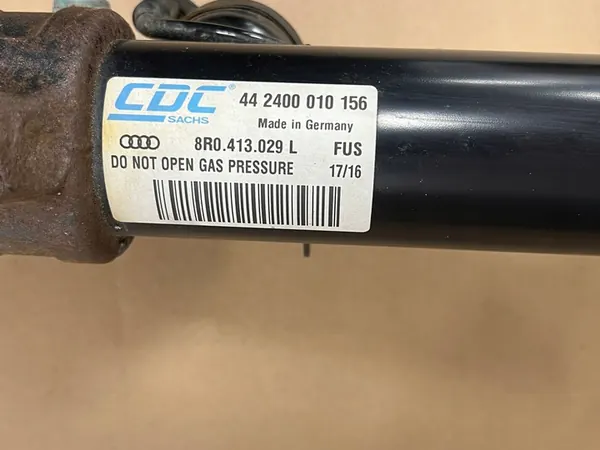 CDC® 44 2400 010 156
SACHS Made in Germany
8R0.413.029 L FUS
DO NOT OPEN GAS PRESSURE 17/16